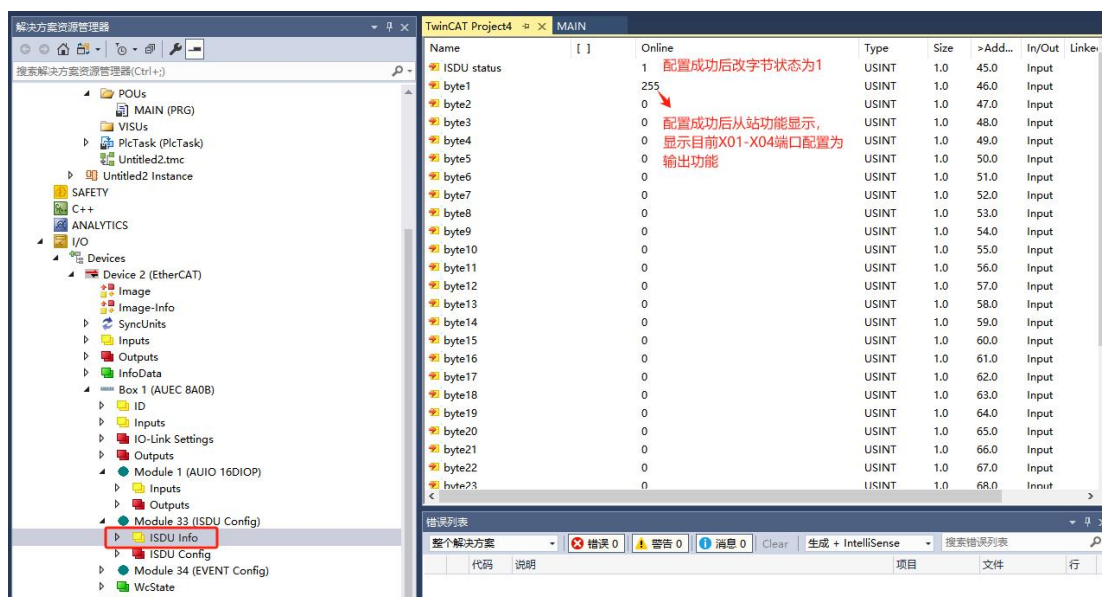 解决方案资源管理器
搜索解决方案资源管理器(Ctrl+;)
POUs
MAIN (PRG)
VISUs
PlcTask (PlcTask)
Untitled2.tmc
Untitled2 Instance
SAFETY
C++
ANALYTICS
I/O
Devices
Device 2 (EtherCAT)
Image
Image-Info
SyncUnits
Inputs
Outputs
InfoData
Box 1 (AUEC 8A0B)
ID
Inputs
IO-Link Settings
Outputs
Module 1 (AUIO 16DIOP)
Inputs
Outputs
Module 33 (ISDU Config)
ISDU Info
ISDU Config
Module 34 (EVENT Config)
WcState
TwinCAT Project4 MAIN
Name [ ] Online Type Size >Add... In/Out Linke
ISDU status 1 配置成功后改字节状态为1 USINT 1.0 45.0 Input
byte1 255 USINT 1.0 46.0 Input
byte2 0 USINT 1.0 47.0 Input
byte3 0 配置成功后从站功能显示, USINT 1.0 48.0 Input
byte4 0 显示目前X01-X04端口配置为 USINT 1.0 49.0 Input
byte5 0 输出功能 USINT 1.0 50.0 Input
byte6 0 USINT 1.0 51.0 Input
byte7 0 USINT 1.0 52.0 Input
byte8 0 USINT 1.0 53.0 Input
byte9 0 USINT 1.0 54.0 Input
byte10 0 USINT 1.0 55.0 Input
byte11 0 USINT 1.0 56.0 Input
byte12 0 USINT 1.0 57.0 Input
byte13 0 USINT 1.0 58.0 Input
byte14 0 USINT 1.0 59.0 Input
byte15 0 USINT 1.0 60.0 Input
byte16 0 USINT 1.0 61.0 Input
byte17 0 USINT 1.0 62.0 Input
byte18 0 USINT 1.0 63.0 Input
byte19 0 USINT 1.0 64.0 Input
byte20 0 USINT 1.0 65.0 Input
byte21 0 USINT 1.0 66.0 Input
byte22 0 USINT 1.0 67.0 Input
byte23 0 USINT 1.0 68.0 Input
错误列表
整个解决方案 错误 0 警告 0 消息 0 Clear 生成 + IntelliSense 搜索错误列表
代码 说明 项目 文件 行